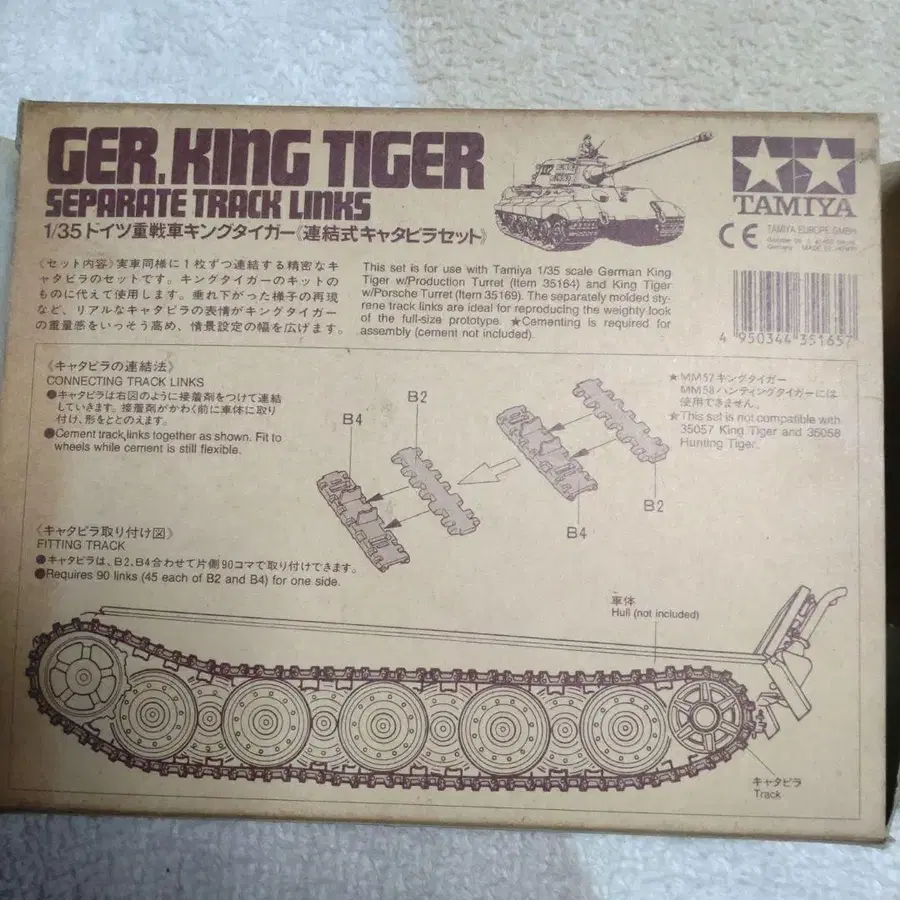 GER. KING TIGER
SEPARATE TRACK LINKS
1/35ドイツ重戦車キングタイガー《連結式キャタピラセット》
TAMIYA
CE
TAMIYA EUROPE GMBH
Germany
《セット内容》実車同様に1枚ずつ連結する精密なキ
ャタピラのセットです。キングタイガーのキットの
ものに代えて使用します。垂れ下がった様子の再現
など、リアルなキャタピラの表情がキングタイガー
の重量感をいっそう高め、情景設定の幅を広げます。
This set is for use with Tamiya 1/35 scale German King
Tiger w/Production Turret (Item 35164) and King Tiger
w/Porsche Turret (Item 35169). The separately molded sty-
rene track links are ideal for reproducing the weighty look
of the full-size prototype. ★Cementing is required for
assembly (cement not included).
4 950344 351657
《キャタピラの連結法》
CONNECTING TRACK LINKS
●キャタピラは右図のように接着剤をつけて連結
していきます。接着剤がかわく前に車体に取り
付け、形をととのえます。
●Cement track links together as shown. Fit to
wheels while cement is still flexible.
B4
B2
B4
B2
★MM57キングタイガー
MM58ハンティングタイガーには
使用できません。
★This set is not compatible with
35057 King Tiger and 35058
Hunting Tiger.
《キャタピラ取り付け図》
FITTING TRACK
●キャタピラは、B2、B4合わせて片側90コマで取り付けできます。
●Requires 90 links (45 each of B2 and B4) for one side.
車体
Hull (not included)
キャタピラ
Track